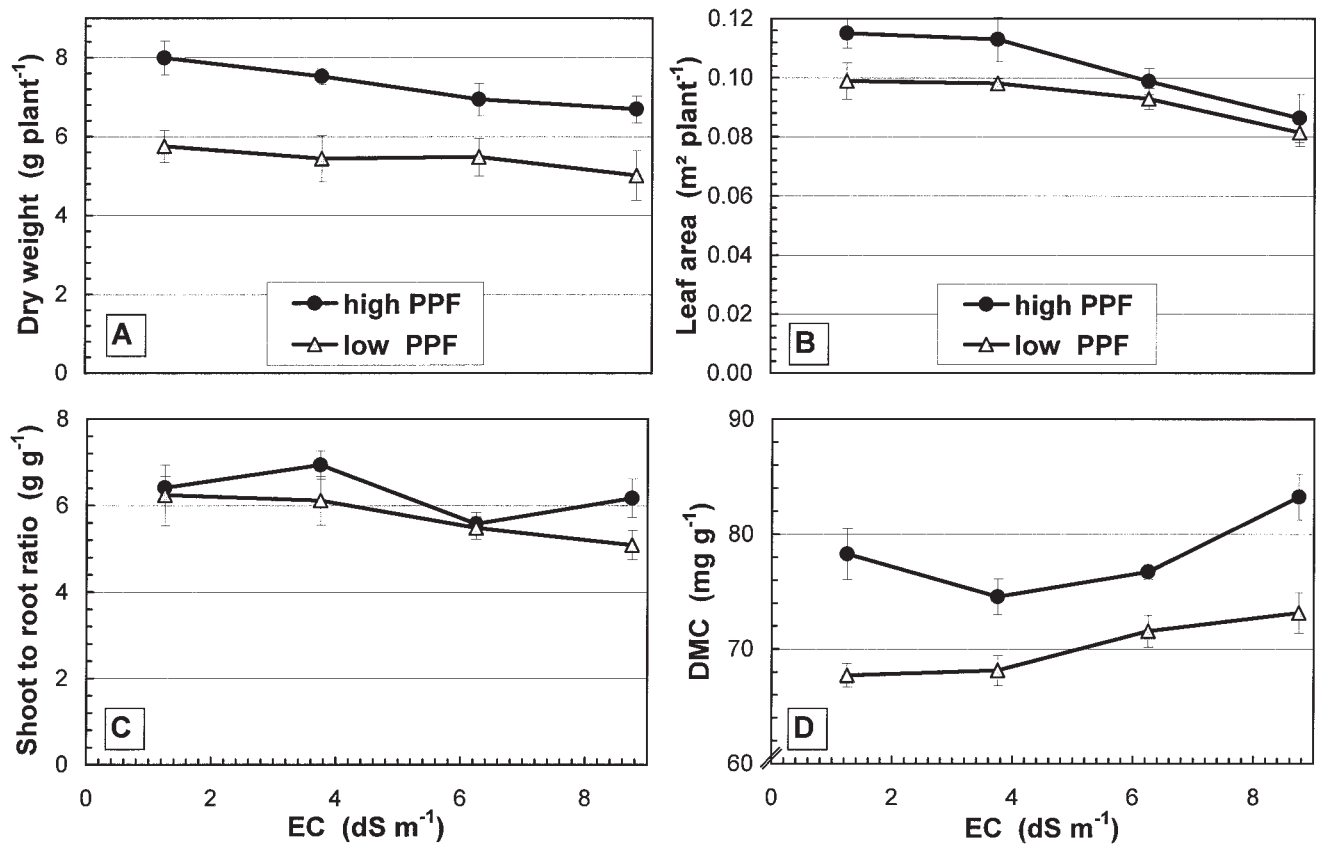 Dry weight (g plant⁻¹)
8
6
4
2
0
high PPF
low PPF
A
Leaf area (m² plant⁻¹)
0.12
0.10
0.08
0.06
0.04
0.02
0.00
high PPF
low PPF
B
Shoot to root ratio (g g⁻¹)
8
6
4
2
0
C
0 2 4 6 8
EC (dS m⁻¹)
DMC (mg g⁻¹)
90
80
70
60
D
0 2 4 6 8
EC (dS m⁻¹)